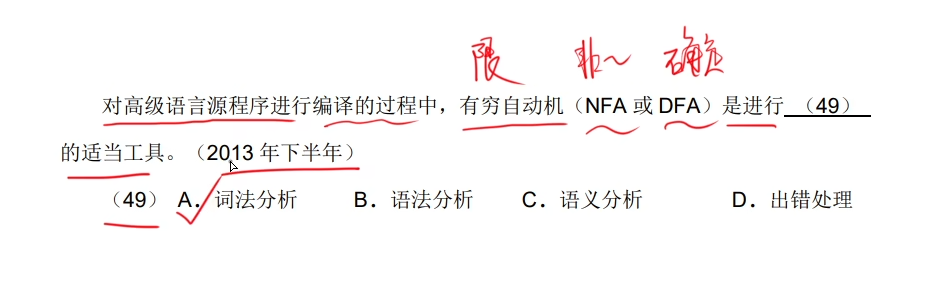 限 非~ 确定
对高级语言源程序进行编译的过程中，有穷自动机（NFA 或 DFA）是进行 （49）
的适当工具。（2013 年下半年）
（49） A．词法分析 B．语法分析 C．语义分析 D．出错处理